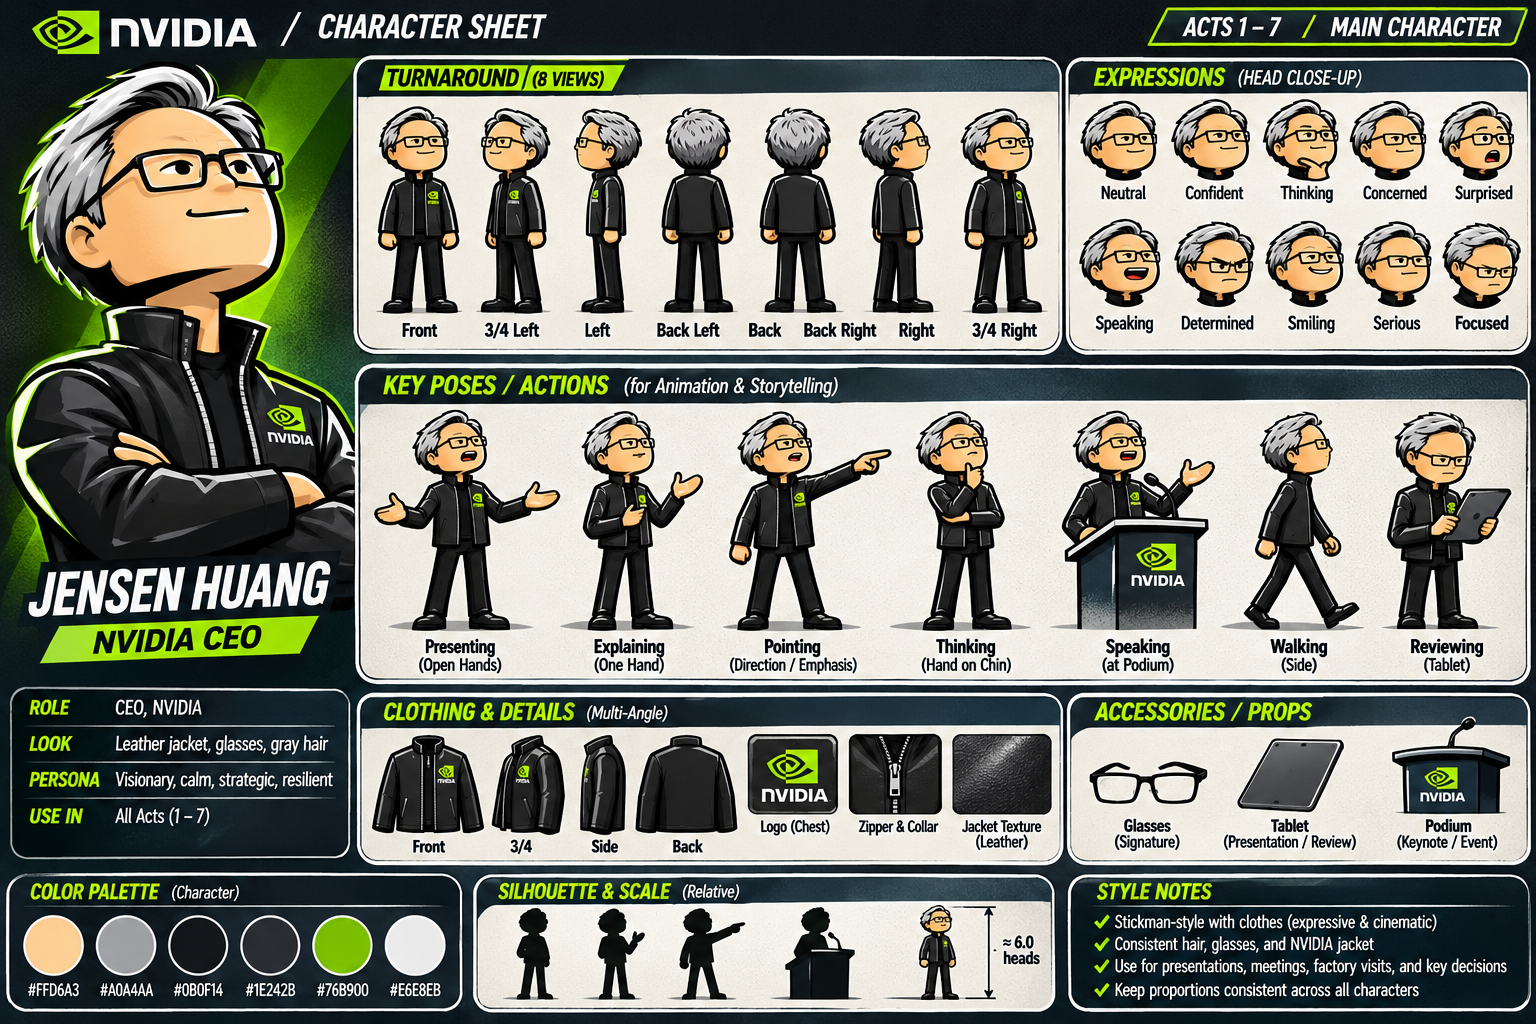 NVIDIA / CHARACTER SHEET
ACTS 1 – 7 / MAIN CHARACTER
NVIDIA
JENSEN HUANG
NVIDIA CEO
ROLE CEO, NVIDIA
LOOK Leather jacket, glasses, gray hair
PERSONA Visionary, calm, strategic, resilient
USE IN All Acts (1 – 7)
TURNAROUND (8 VIEWS)
Front 3/4 Left Left Back Left Back Back Right Right 3/4 Right
EXPRESSIONS (HEAD CLOSE-UP)
Neutral Confident Thinking Concerned Surprised
Speaking Determined Smiling Serious Focused
KEY POSES / ACTIONS (for Animation & Storytelling)
NVIDIA
Presenting Explaining Pointing Thinking Speaking Walking Reviewing
(Open Hands) (One Hand) (Direction / Emphasis) (Hand on Chin) (at Podium) (Side) (Tablet)
CLOTHING & DETAILS (Multi-Angle)
NVIDIA
NVIDIA
Front 3/4 Side Back
Logo (Chest) Zipper & Collar Jacket Texture
(Leather)
ACCESSORIES / PROPS
NVIDIA
Glasses Tablet Podium
(Signature) (Presentation / Review) (Keynote / Event)
COLOR PALETTE (Character)
#FFD6A3 #A0A4AA #0B0F14 #1E242B #76B900 #E6E8EB
SILHOUETTE & SCALE (Relative)
≈ 6.0
heads
STYLE NOTES
✓ Stickman-style with clothes (expressive & cinematic)
✓ Consistent hair, glasses, and NVIDIA jacket
✓ Use for presentations, meetings, factory visits, and key decisions
✓ Keep proportions consistent across all characters